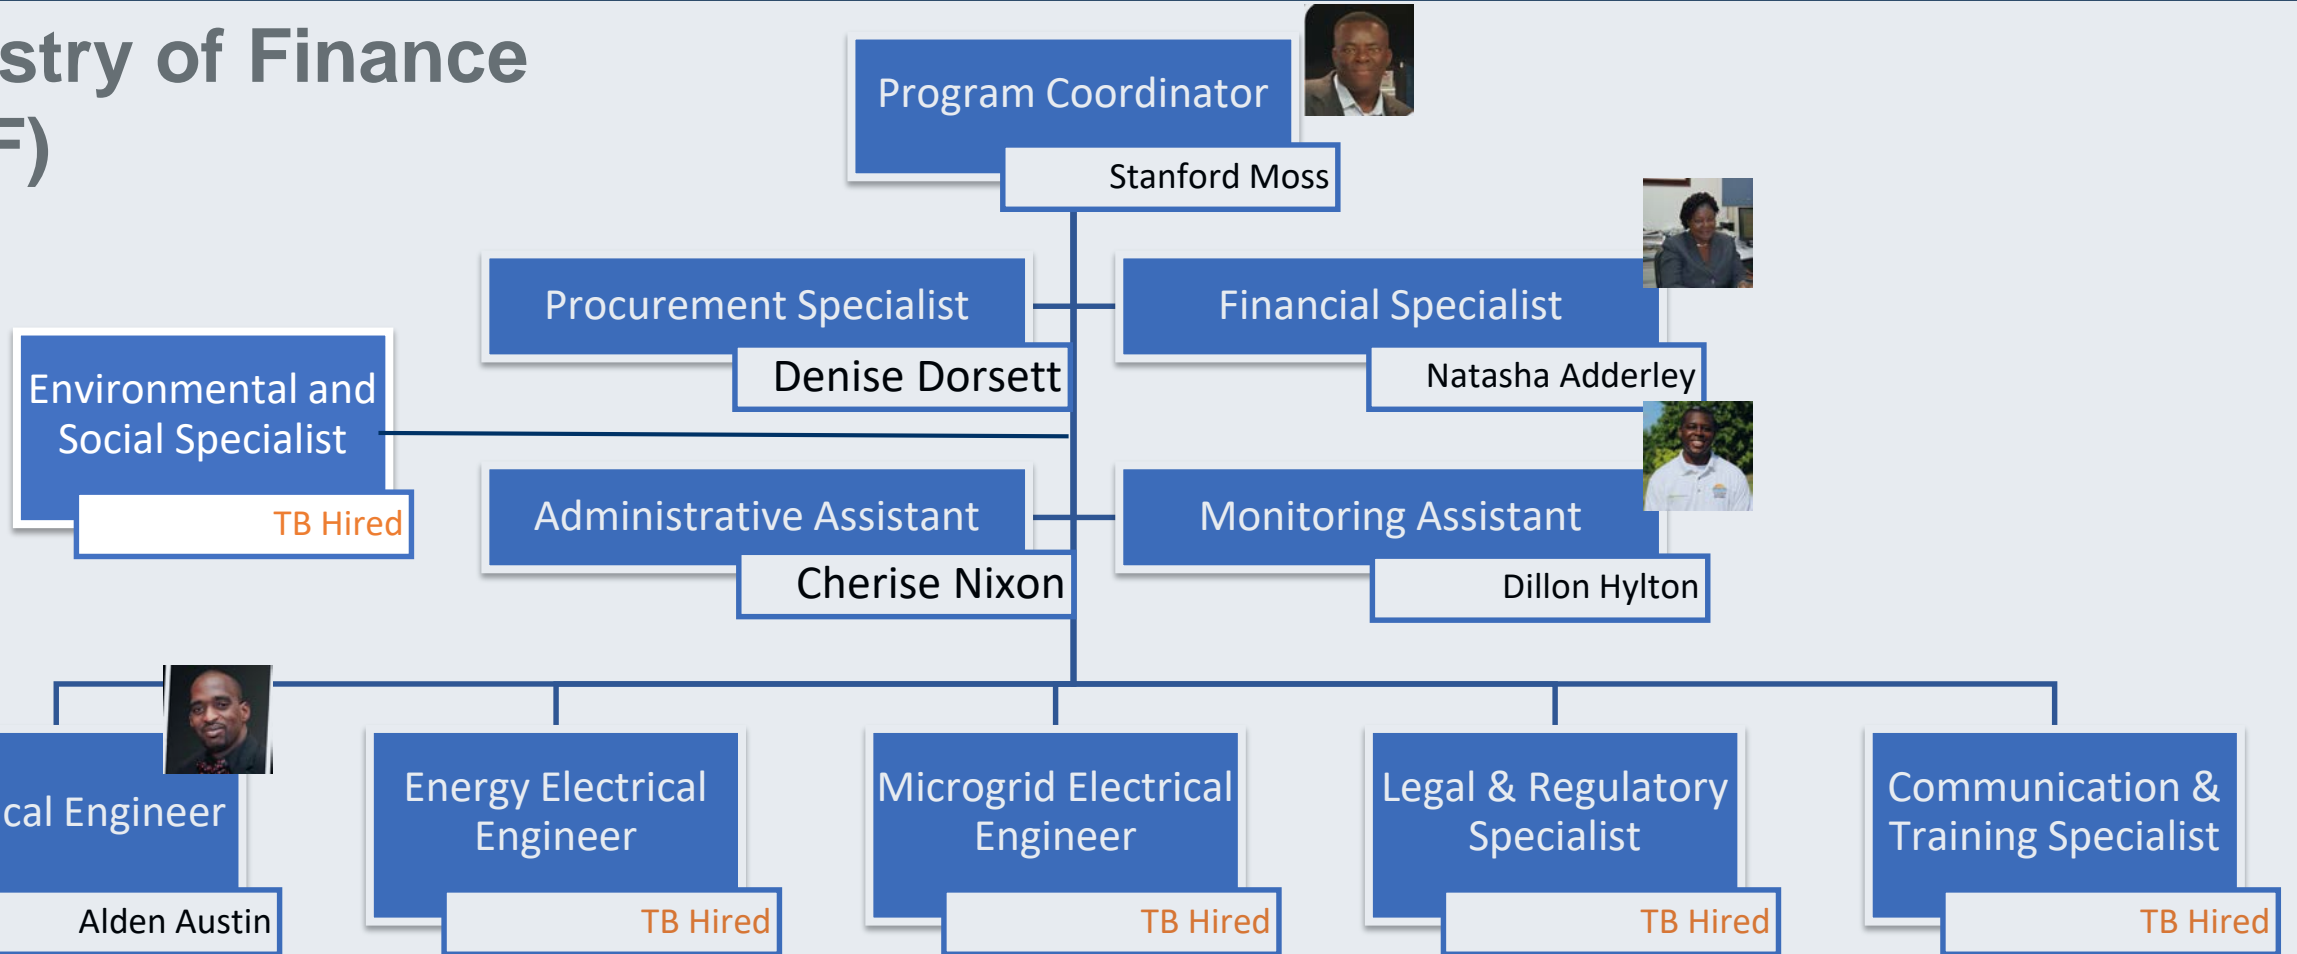 stry of Finance
F)
Program Coordinator
Stanford Moss
Procurement Specialist
Denise Dorsett
Financial Specialist
Natasha Adderley
Environmental and
Social Specialist
TB Hired
Administrative Assistant
Cherise Nixon
Monitoring Assistant
Dillon Hylton
cal Engineer
Alden Austin
Energy Electrical
Engineer
TB Hired
Microgrid Electrical
Engineer
TB Hired
Legal & Regulatory
Specialist
TB Hired
Communication &
Training Specialist
TB Hired